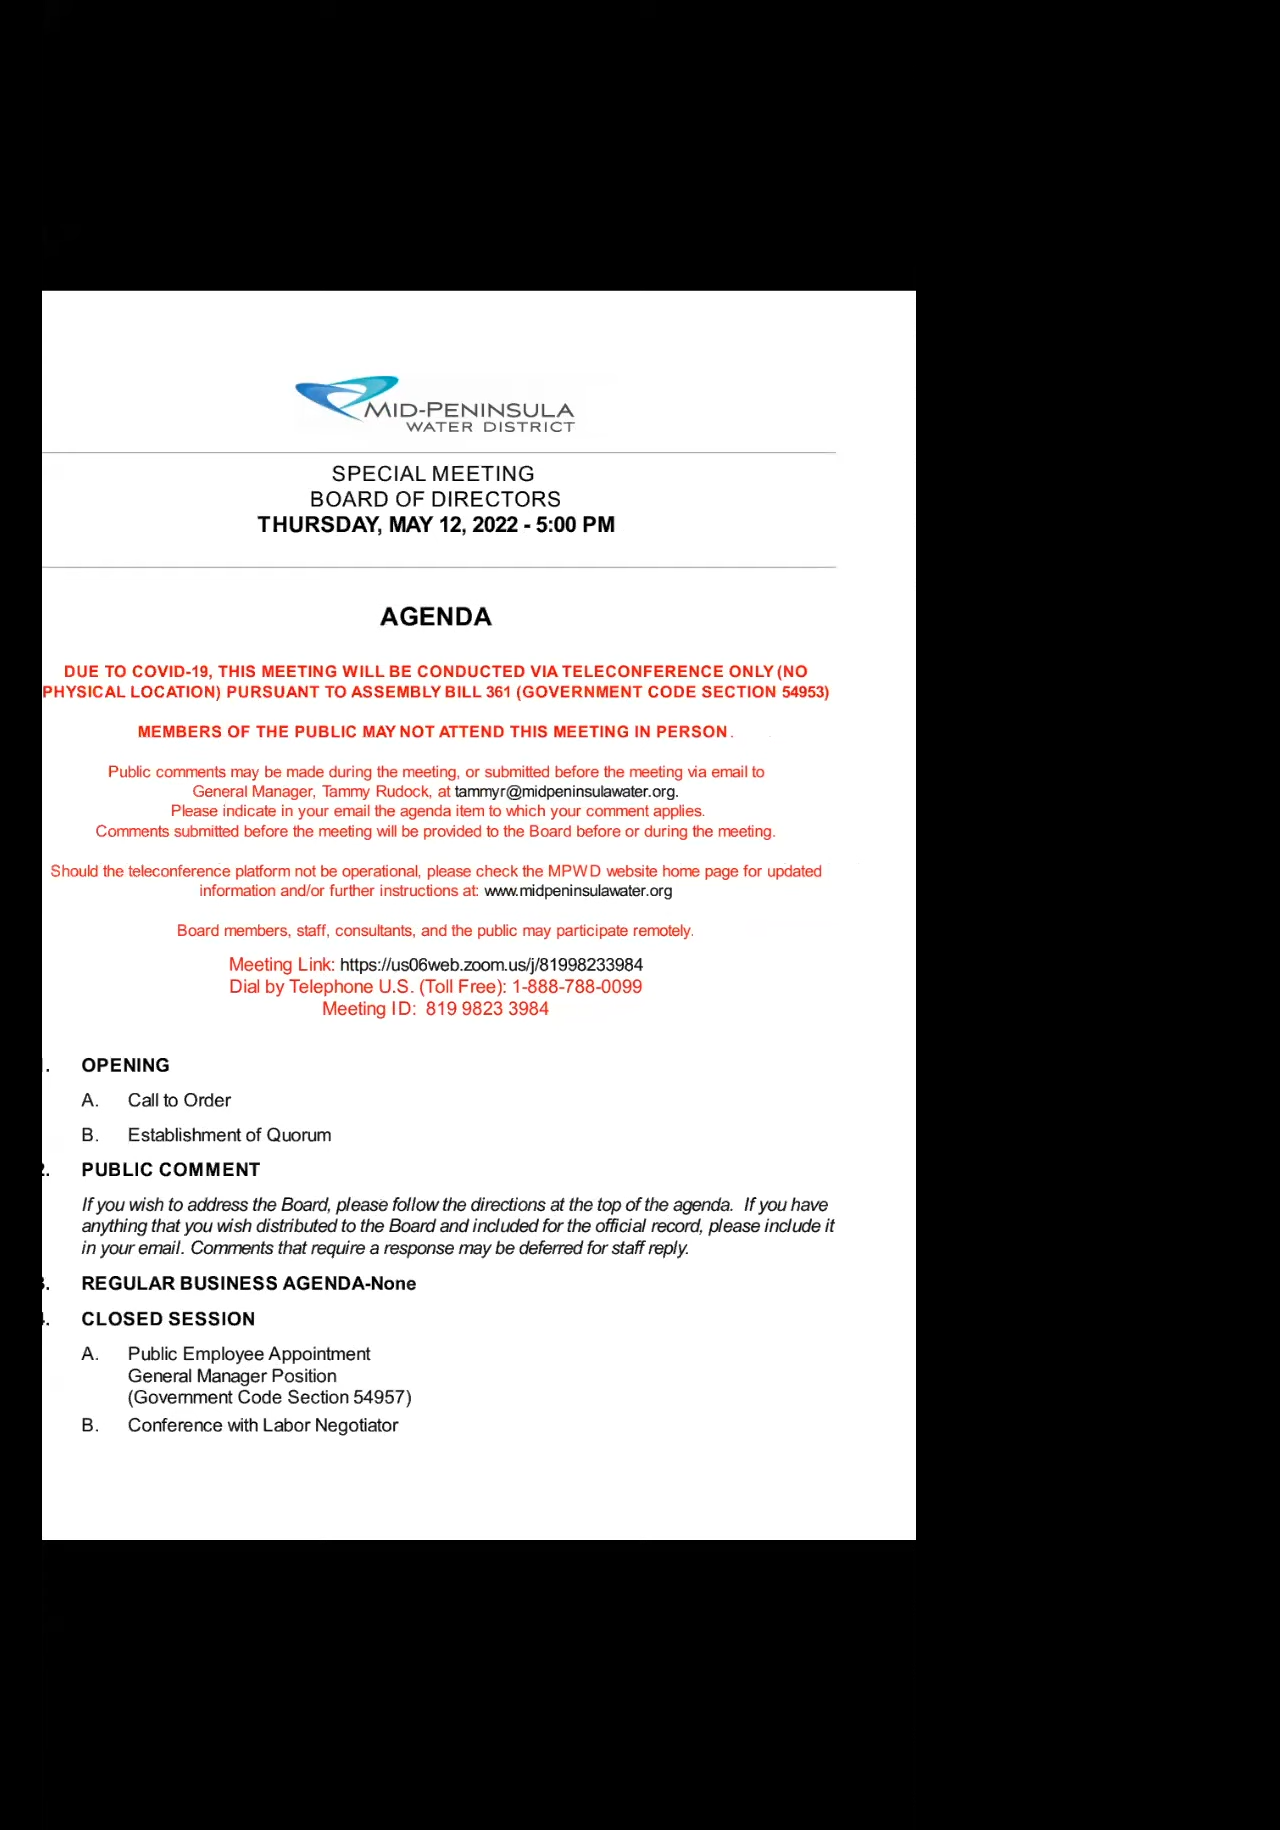 MID-PENINSULA
WATER DISTRICT
SPECIAL MEETING
BOARD OF DIRECTORS
THURSDAY, MAY 12, 2022 - 5:00 PM
AGENDA
DUE TO COVID-19, THIS MEETING WILL BE CONDUCTED VIA TELECONFERENCE ONLY (NO
PHYSICAL LOCATION) PURSUANT TO ASSEMBLY BILL 361 (GOVERNMENT CODE SECTION 54953)
MEMBERS OF THE PUBLIC MAY NOT ATTEND THIS MEETING IN PERSON.
Public comments may be made during the meeting, or submitted before the meeting via email to
General Manager, Tammy Rudock, at tammyr@midpeninsulawater.org.
Please indicate in your email the agenda item to which your comment applies.
Comments submitted before the meeting will be provided to the Board before or during the meeting.
Should the teleconference platform not be operational, please check the MPWD website home page for updated
information and/or further instructions at: www.midpeninsulawater.org
Board members, staff, consultants, and the public may participate remotely.
Meeting Link: https://us06web.zoom.us/j/81998233984
Dial by Telephone U.S. (Toll Free): 1-888-788-0099
Meeting ID: 819 9823 3984
. OPENING
A. Call to Order
B. Establishment of Quorum
2. PUBLIC COMMENT
If you wish to address the Board, please follow the directions at the top of the agenda. If you have
anything that you wish distributed to the Board and included for the official record, please include it
in your email. Comments that require a response may be deferred for staff reply.
3. REGULAR BUSINESS AGENDA-None
4. CLOSED SESSION
A. Public Employee Appointment
General Manager Position
(Government Code Section 54957)
B. Conference with Labor Negotiator